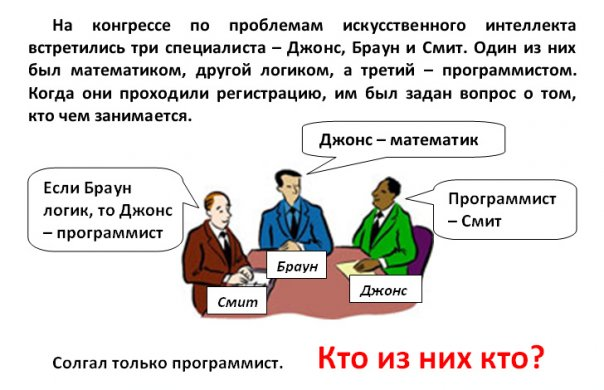 На конгрессе по проблемам искусственного интеллекта
встретились три специалиста – Джонс, Браун и Смит. Один из них
был математиком, другой логиком, а третий – программистом.
Когда они проходили регистрацию, им был задан вопрос о том,
кто чем занимается.
Джонс – математик
Если Браун
логик, то Джонс
– программист
Программист
– Смит
Браун
Смит
Джонс
Солгал только программист. Кто из них кто?